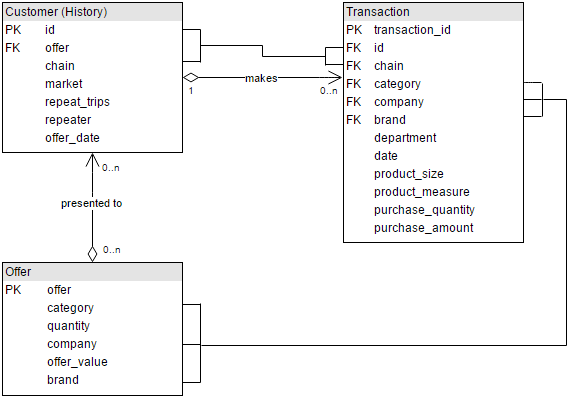 Customer (History)
PK id
FK offer
chain
market
repeat_trips
repeater
offer_date
makes
1
0..n
Transaction
PK transaction_id
FK id
FK chain
FK category
FK company
FK brand
department
date
product_size
product_measure
purchase_quantity
purchase_amount
0..n
presented to
0..n
Offer
PK offer
category
quantity
company
offer_value
brand